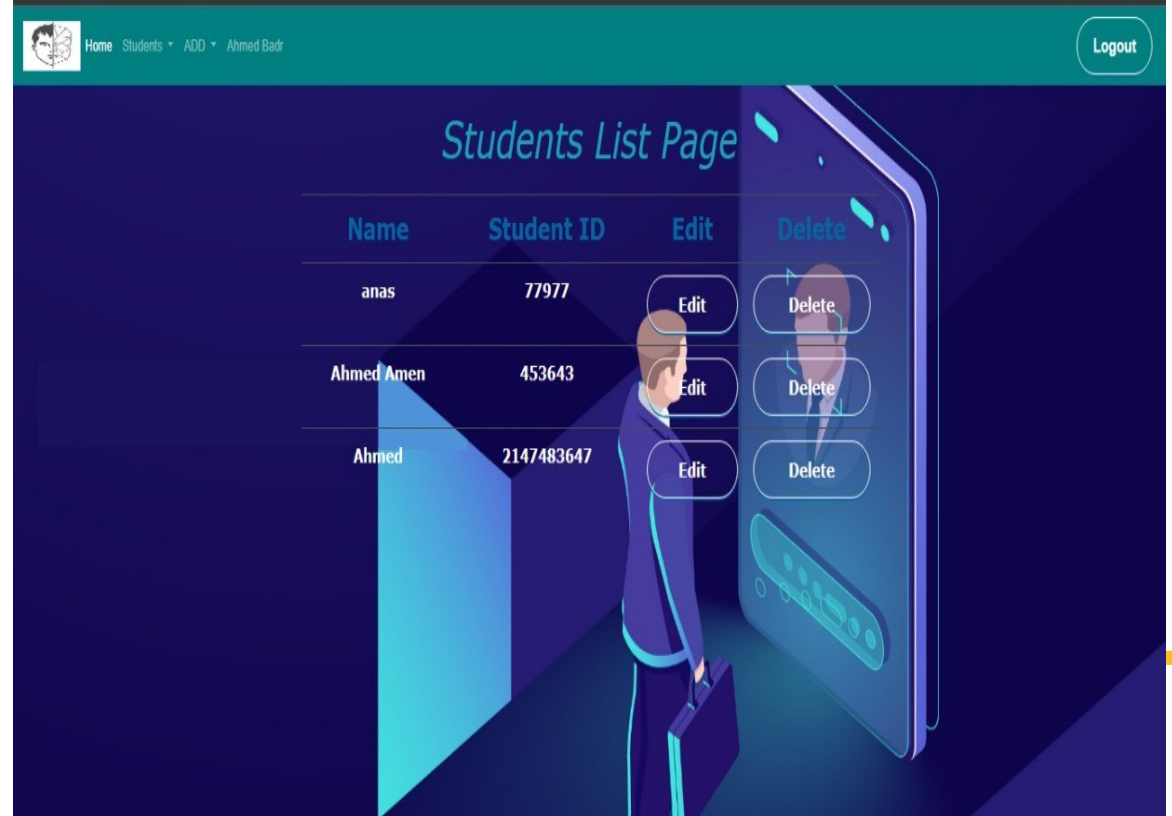 Home Students ADD Ahmed Badr Logout
Students List Page
Name Student ID Edit Delete
anas 77977 Edit Delete
Ahmed Amen 453643 Edit Delete
Ahmed 2147483647 Edit Delete